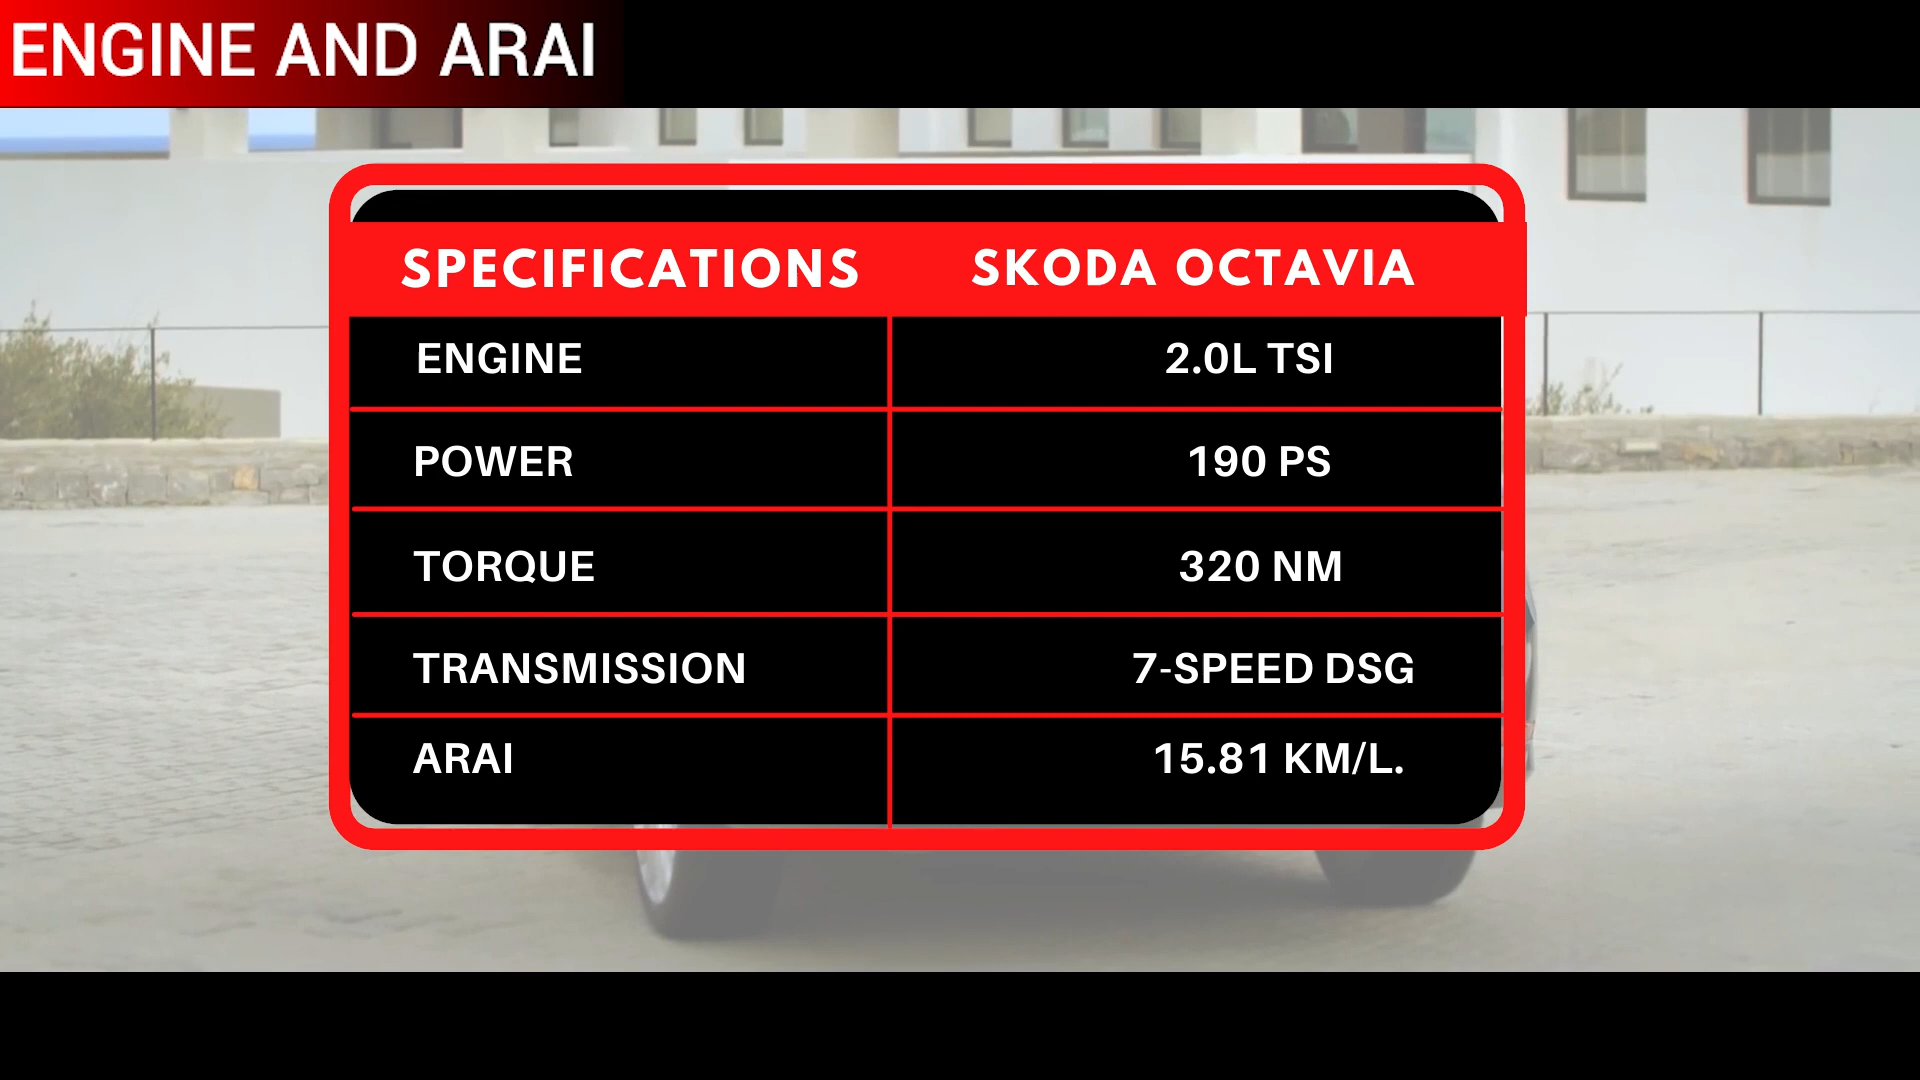 ENGINE AND ARAI
SPECIFICATIONS SKODA OCTAVIA
ENGINE 2.0L TSI
POWER 190 PS
TORQUE 320 NM
TRANSMISSION 7-SPEED DSG
ARAI 15.81 KM/L.